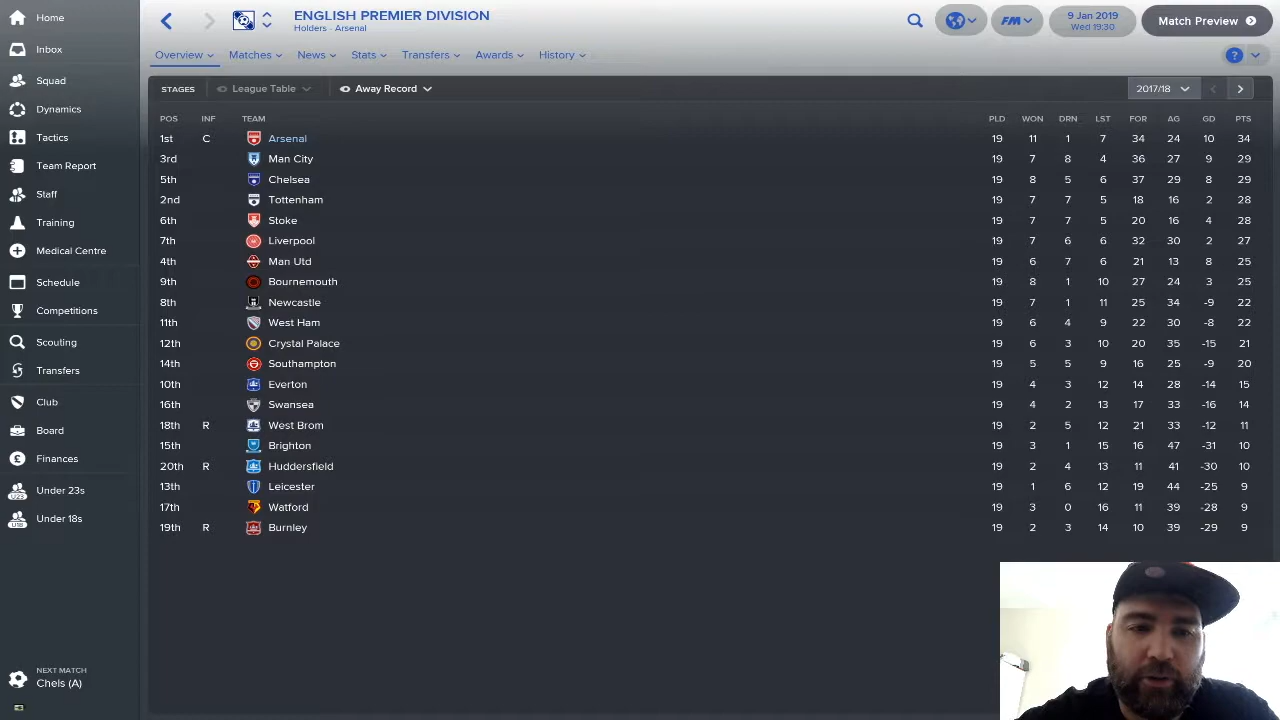 Home
Inbox
Squad
Dynamics
Tactics
Team Report
Staff
Training
Medical Centre
Schedule
Competitions
Scouting
Transfers
Club
Board
Finances
Under 23s
Under 18s
NEXT MATCH
Chels (A)
ENGLISH PREMIER DIVISION
Holders - Arsenal
FM
9 Jan 2019
Wed 19:30
Match Preview
Overview Matches News Stats Transfers Awards History
?
STAGES League Table Away Record 2017/18
POS INF TEAM PLD WON DRN LST FOR AG GD PTS
1st C Arsenal 19 11 1 7 34 24 10 34
3rd Man City 19 7 8 4 36 27 9 29
5th Chelsea 19 8 5 6 37 29 8 29
2nd Tottenham 19 7 7 5 18 16 2 28
6th Stoke 19 7 7 5 20 16 4 28
7th Liverpool 19 7 6 6 32 30 2 27
4th Man Utd 19 6 7 6 21 13 8 25
9th Bournemouth 19 8 1 10 27 24 3 25
8th Newcastle 19 7 1 11 25 34 -9 22
11th West Ham 19 6 4 9 22 30 -8 22
12th Crystal Palace 19 6 3 10 20 35 -15 21
14th Southampton 19 5 5 9 16 25 -9 20
10th Everton 19 4 3 12 14 28 -14 15
16th Swansea 19 4 2 13 17 33 -16 14
18th R West Brom 19 2 5 12 21 33 -12 11
15th Brighton 19 3 1 15 16 47 -31 10
20th R Huddersfield 19 2 4 13 11 41 -30 10
13th Leicester 19 1 6 12 19 44 -25 9
17th Watford 19 3 0 16 11 39 -28 9
19th R Burnley 19 2 3 14 10 39 -29 9